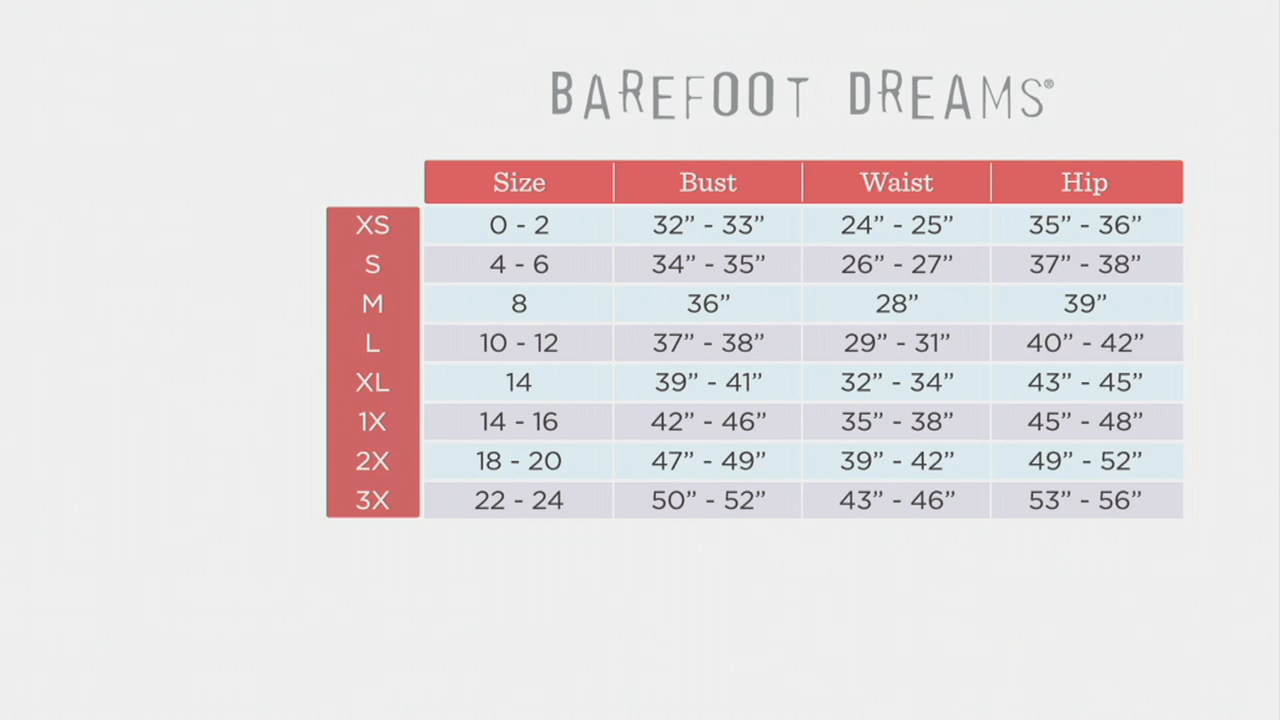 BAREFOOT DREAMS®
Size Bust Waist Hip
XS 0 - 2 32” - 33” 24” - 25” 35” - 36”
S 4 - 6 34” - 35” 26” - 27” 37” - 38”
M 8 36” 28” 39”
L 10 - 12 37” - 38” 29” - 31” 40” - 42”
XL 14 39” - 41” 32” - 34” 43” - 45”
1X 14 - 16 42” - 46” 35” - 38” 45” - 48”
2X 18 - 20 47” - 49” 39” - 42” 49” - 52”
3X 22 - 24 50” - 52” 43” - 46” 53” - 56”